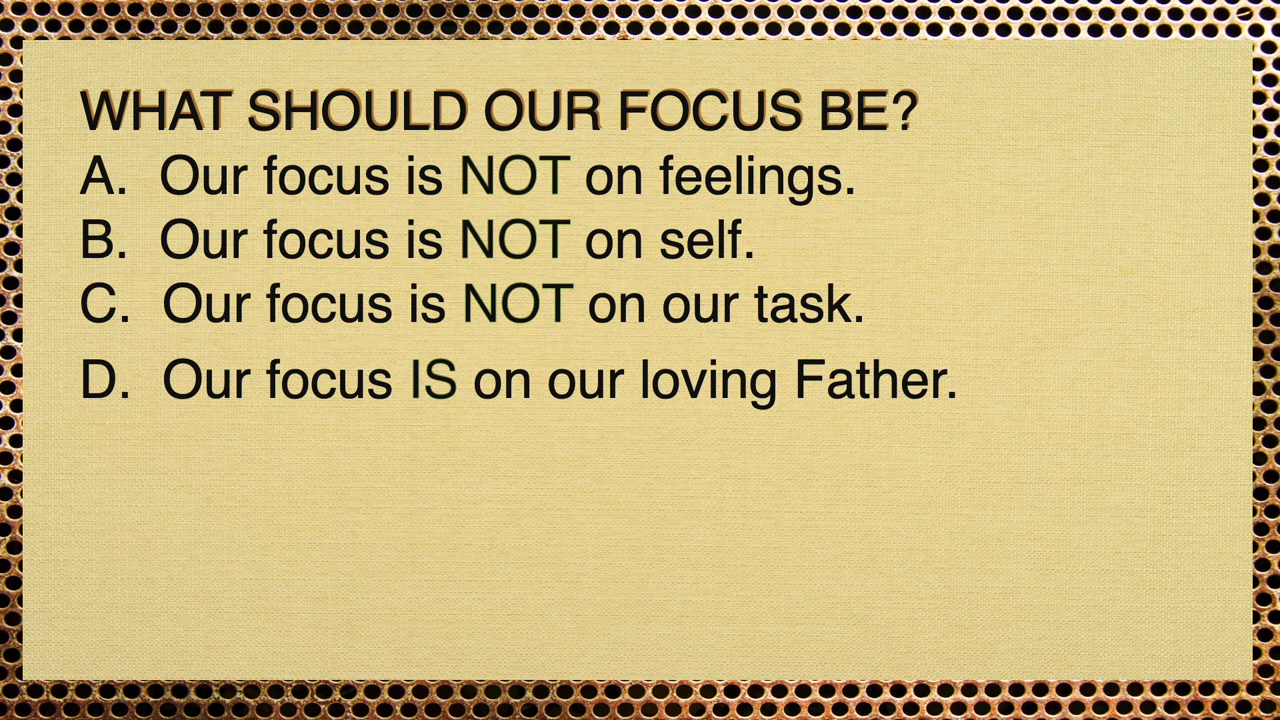 WHAT SHOULD OUR FOCUS BE?
A. Our focus is NOT on feelings.
B. Our focus is NOT on self.
C. Our focus is NOT on our task.
D. Our focus IS on our loving Father.